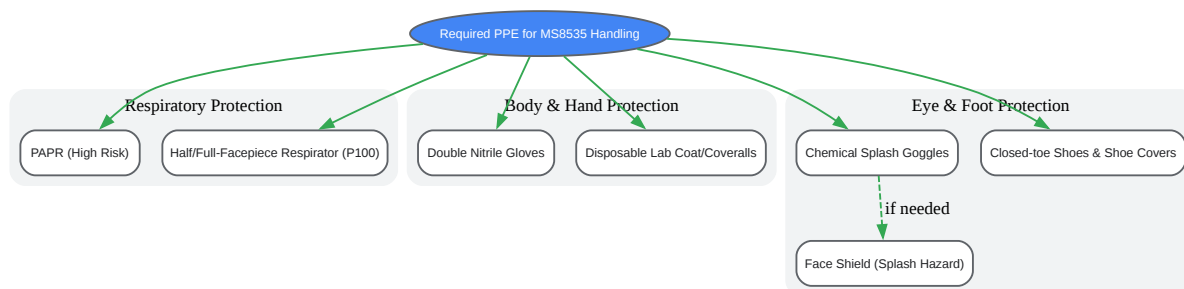 Required PPE for MS8535 Handling
Respiratory Protection
Body & Hand Protection
Eye & Foot Protection
PAPR (High Risk)
Half/Full-Facepiece Respirator (P100)
Double Nitrile Gloves
Disposable Lab Coat/Coveralls
Chemical Splash Goggles
Closed-toe Shoes & Shoe Covers
if needed
Face Shield (Splash Hazard)